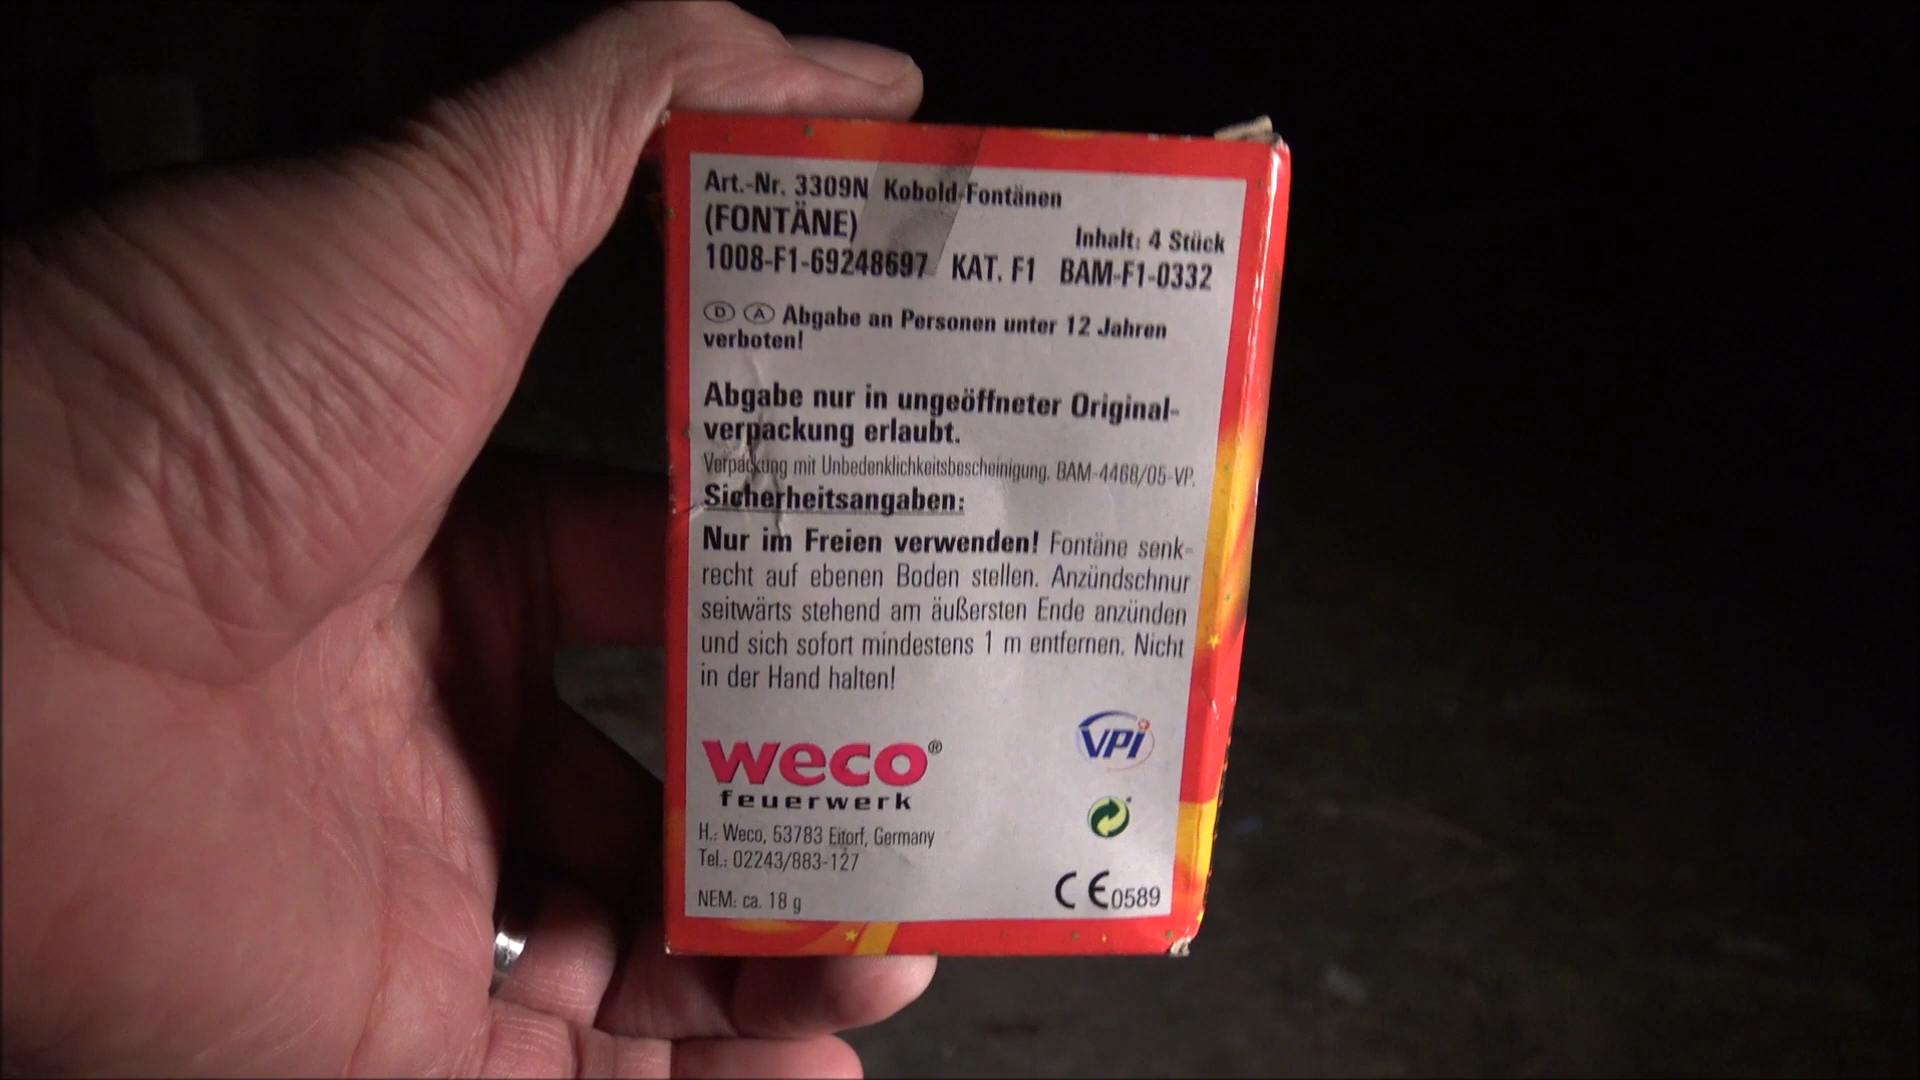 Art.-Nr. 3309N Kobold-Fontänen
(FONTÄNE)
Inhalt: 4 Stück
1008-F1-69248697 KAT. F1 BAM-F1-0332
D A Abgabe an Personen unter 12 Jahren
verboten!
Abgabe nur in ungeöffneter Original-
verpackung erlaubt.
Verpackung mit Unbedenklichkeitsbescheinigung. BAM-4468/05-VP.
Sicherheitsangaben:
Nur im Freien verwenden! Fontäne senk-
recht auf ebenen Boden stellen. Anzündschnur
seitwärts stehend am äußersten Ende anzünden
und sich sofort mindestens 1 m entfernen. Nicht
in der Hand halten!
weco®
feuerwerk
VPI
H.: Weco, 53783 Eitorf, Germany
Tel.: 02243/883-127
NEM: ca. 18 g
CE0589